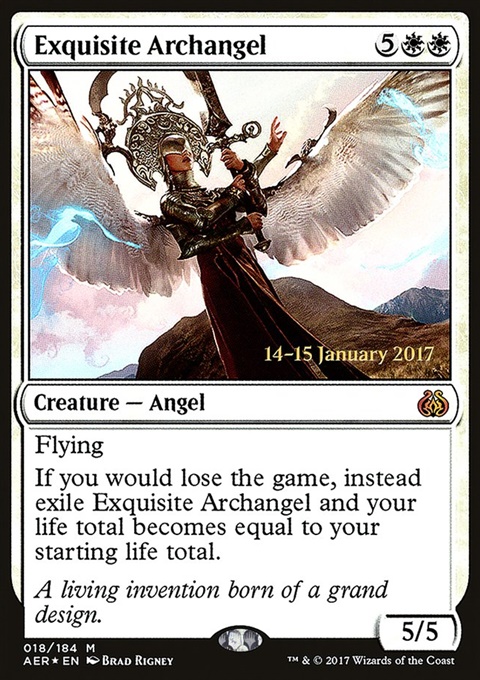 Exquisite Archangel 5
14–15 January 2017
Creature — Angel
Flying
If you would lose the game, instead
exile Exquisite Archangel and your
life total becomes equal to your
starting life total.
A living invention born of a grand
design.
5/5
018/184 M
AER★EN Brad Rigney
™ & © 2017 Wizards of the Coast